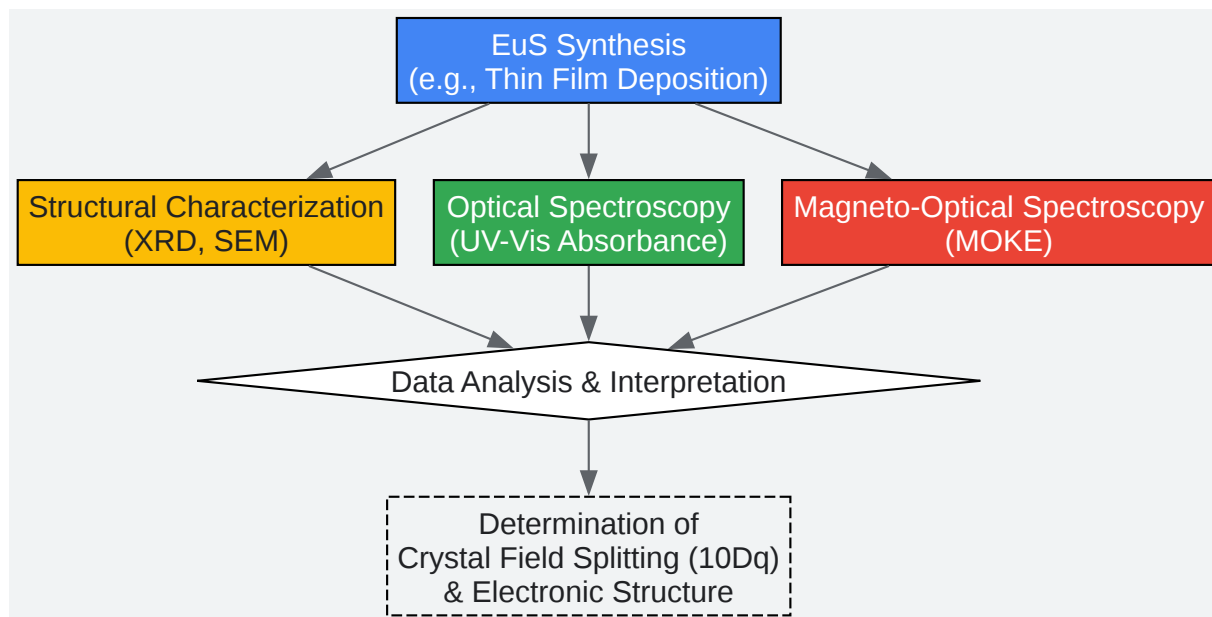 EuS Synthesis
(e.g., Thin Film Deposition)
Structural Characterization
(XRD, SEM)
Optical Spectroscopy
(UV-Vis Absorbance)
Magneto-Optical Spectroscopy
(MOKE)
Data Analysis & Interpretation
Determination of
Crystal Field Splitting (10Dq)
& Electronic Structure